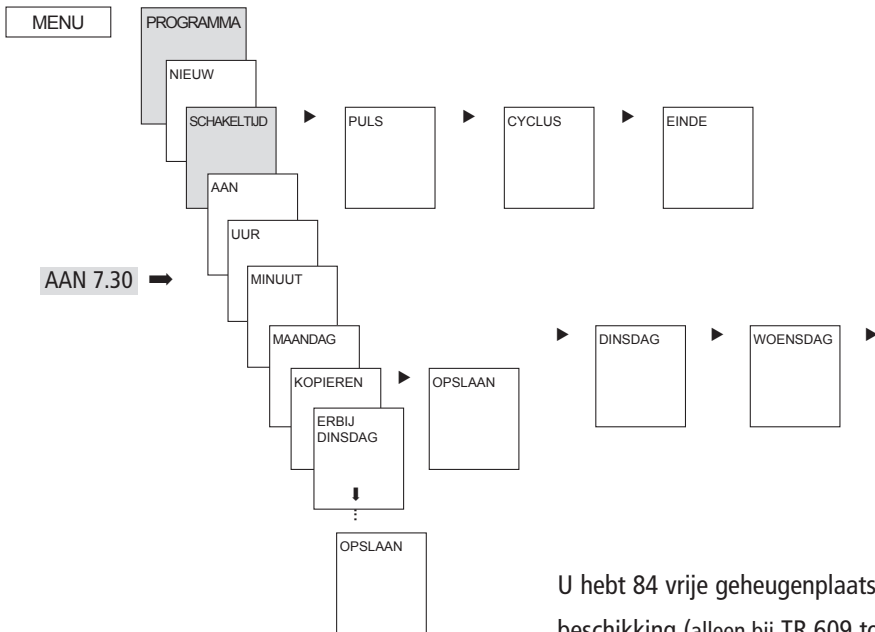 MENU
PROGRAMMA
NIEUW
SCHAKELTIJD
PULS
CYCLUS
EINDE
AAN
UUR
AAN 7.30
MINUUT
MAANDAG
DINSDAG
WOENSDAG
KOPIEREN
OPSLAAN
ERBIJ
DINSDAG
OPSLAAN
U hebt 84 vrije geheugenplaats
beschikking (alleen bij TR 609 to